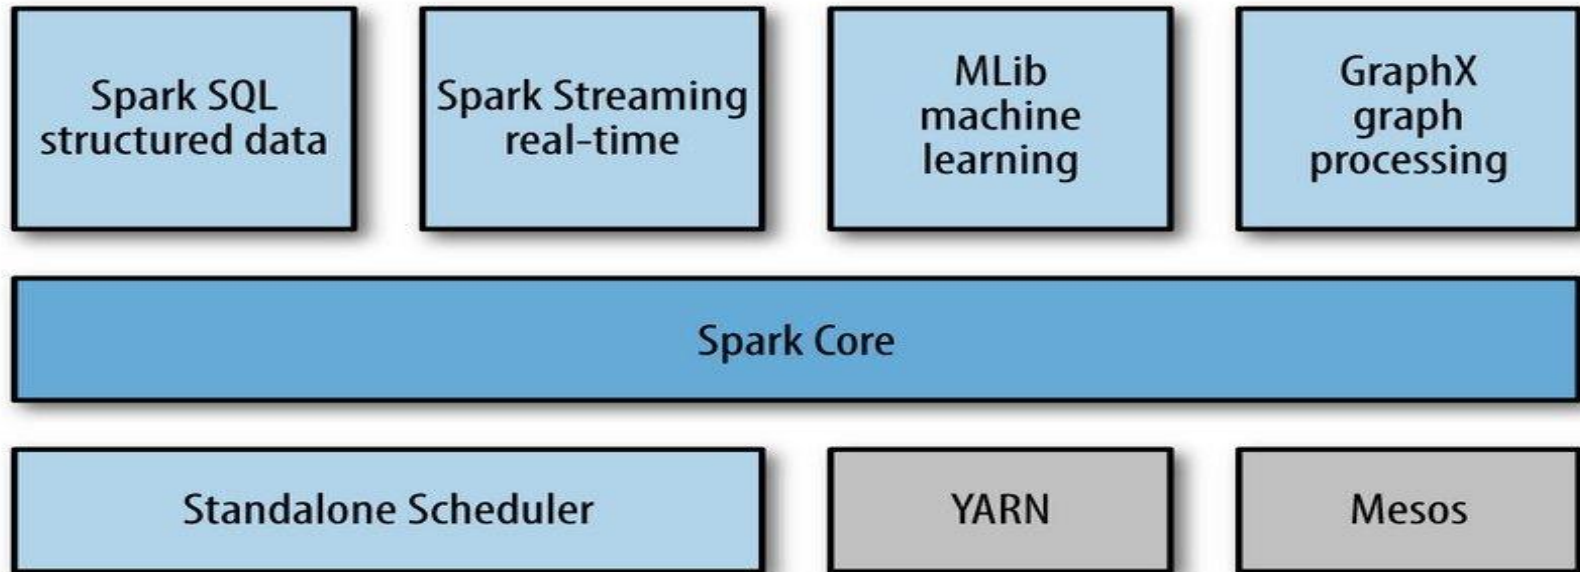 Spark SQL
structured data
Spark Streaming
real-time
MLib
machine
learning
GraphX
graph
processing
Spark Core
Standalone Scheduler
YARN
Mesos